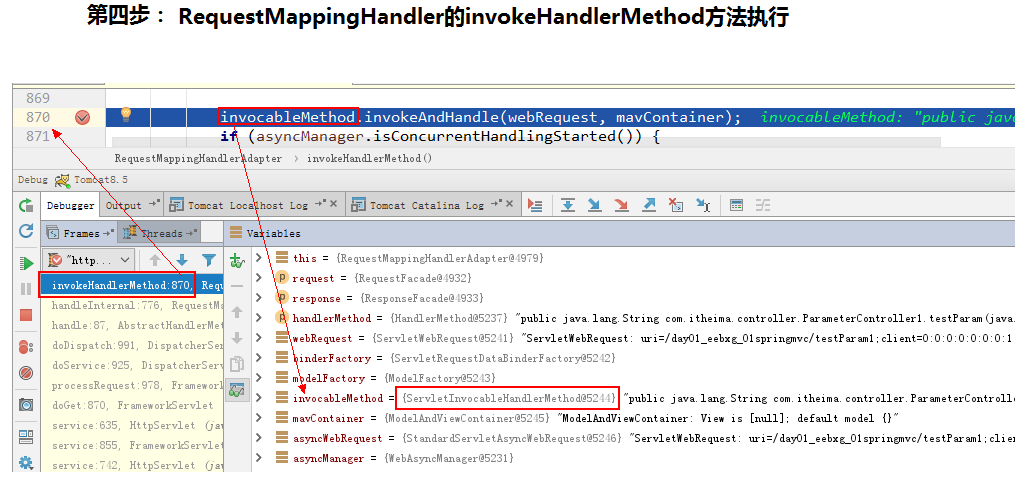 第四步： RequestMappingHandler的invokeHandlerMethod方法执行
869
870 invocableMethod.invokeAndHandle(webRequest, mavContainer); invocableMethod: "public jav
871 if (asyncManager.isConcurrentHandlingStarted()) {
RequestMappingHandlerAdapter › invokeHandlerMethod()
Debug Tomcat8.5
Debugger Output Tomcat Localhost Log Tomcat Catalina Log
Frames Threads Variables
"http...
invokeHandlerMethod:870, Requ
handleInternal:776, RequestMa
handle:87, AbstractHandlerMet
doDispatch:991, DispatcherSer
doService:925, DispatcherServ
processRequest:978, Framework
doGet:870, FrameworkServlet
service:635, HttpServlet (jav
service:855, FrameworkServlet
service:742, HttpServlet (jav
this = {RequestMappingHandlerAdapter@4979}
request = {RequestFacade@4932}
response = {ResponseFacade@4933}
handlerMethod = {HandlerMethod@5237} "public java.lang.String com.itheima.controller.ParameterController1.testParam(java.
webRequest = {ServletWebRequest@5241} "ServletWebRequest: uri=/day01_eebxg_01springmvc/testParam1;client=0:0:0:0:0:0:0:1
binderFactory = {ServletRequestDataBinderFactory@5242}
modelFactory = {ModelFactory@5243}
invocableMethod = {ServletInvocableHandlerMethod@5244} "public java.lang.String com.itheima.controller.ParameterControlle
mavContainer = {ModelAndViewContainer@5245} "ModelAndViewContainer: View is [null]; default model {}"
asyncWebRequest = {StandardServletAsyncWebRequest@5246} "ServletWebRequest: uri=/day01_eebxg_01springmvc/testParam1;clien
asyncManager = {WebAsyncManager@5231}